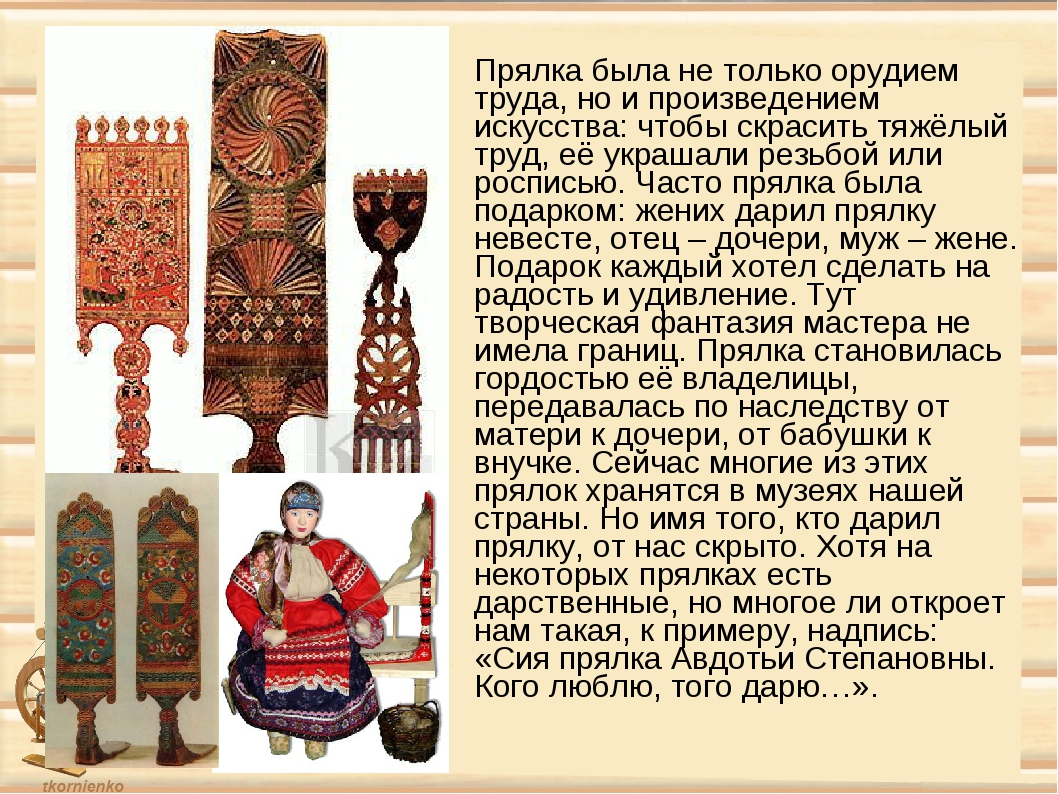 Прялка была не только орудием
труда, но и произведением
искусства: чтобы скрасить тяжёлый
труд, её украшали резьбой или
росписью. Часто прялка была
подарком: жених дарил прялку
невесте, отец – дочери, муж – жене.
Подарок каждый хотел сделать на
радость и удивление. Тут
творческая фантазия мастера не
имела границ. Прялка становилась
гордостью её владелицы,
передавалась по наследству от
матери к дочери, от бабушки к
внучке. Сейчас многие из этих
прялок хранятся в музеях нашей
страны. Но имя того, кто дарил
прялку, от нас скрыто. Хотя на
некоторых прялках есть
дарственные, но многое ли откроет
нам такая, к примеру, надпись:
«Сия прялка Авдотьи Степановны.
Кого люблю, того дарю…».
tkornienko